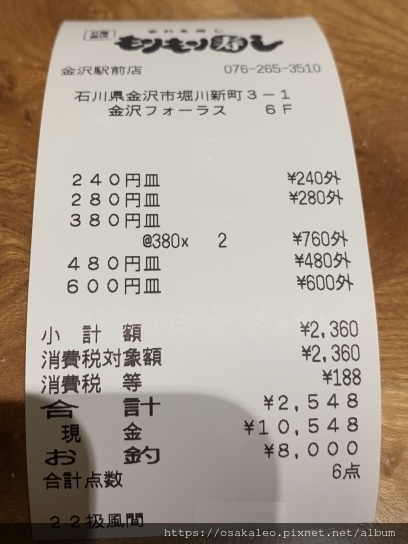 もりもり寿し
金沢駅前店 076-265-3510
石川県金沢市堀川新町３－１
金沢フォーラス ６Ｆ
２４０円皿 ¥240外
２８０円皿 ¥280外
３８０円皿
@380x 2 ¥760外
４８０円皿 ¥480外
６００円皿 ¥600外
小計額 ¥2,360
消費税対象額 ¥2,360
消費税等 ¥188
合計 ¥２,５４８
現金 ¥１０,５４８
お釣 ¥８,０００
合計点数 6点
２２扱風間
https://osakaleo.pixnet.net/album